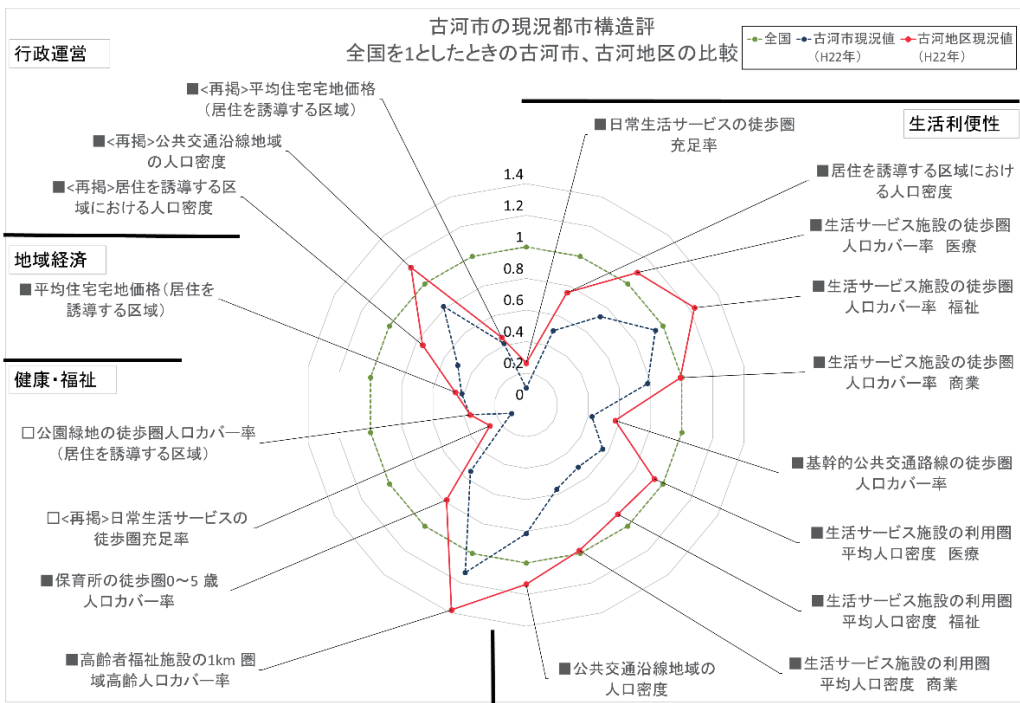 古河市の現況都市構造評
全国を1としたときの古河市、古河地区の比較
全国
古河市現況値
(H22年)
古河地区現況値
(H22年)
行政運営
■<再掲>平均住宅宅地価格
(居住を誘導する区域)
■<再掲>公共交通沿線地域
の人口密度
■<再掲>居住を誘導する区
域における人口密度
地域経済
■平均住宅宅地価格(居住を
誘導する区域)
健康・福祉
□公園緑地の徒歩圏人口カバー率
(居住を誘導する区域)
□<再掲>日常生活サービスの
徒歩圏充足率
■保育所の徒歩圏0〜5 歳
人口カバー率
■高齢者福祉施設の1km 圏
域高齢人口カバー率
1.4
1.2
1
0.8
0.6
0.4
0.2
0
生活利便性
■日常生活サービスの徒歩圏
充足率
■居住を誘導する区域におけ
る人口密度
■生活サービス施設の徒歩圏
人口カバー率 医療
■生活サービス施設の徒歩圏
人口カバー率 福祉
■生活サービス施設の徒歩圏
人口カバー率 商業
■基幹的公共交通路線の徒歩圏
人口カバー率
■生活サービス施設の利用圏
平均人口密度 医療
■生活サービス施設の利用圏
平均人口密度 福祉
■生活サービス施設の利用圏
平均人口密度 商業
■公共交通沿線地域の
人口密度